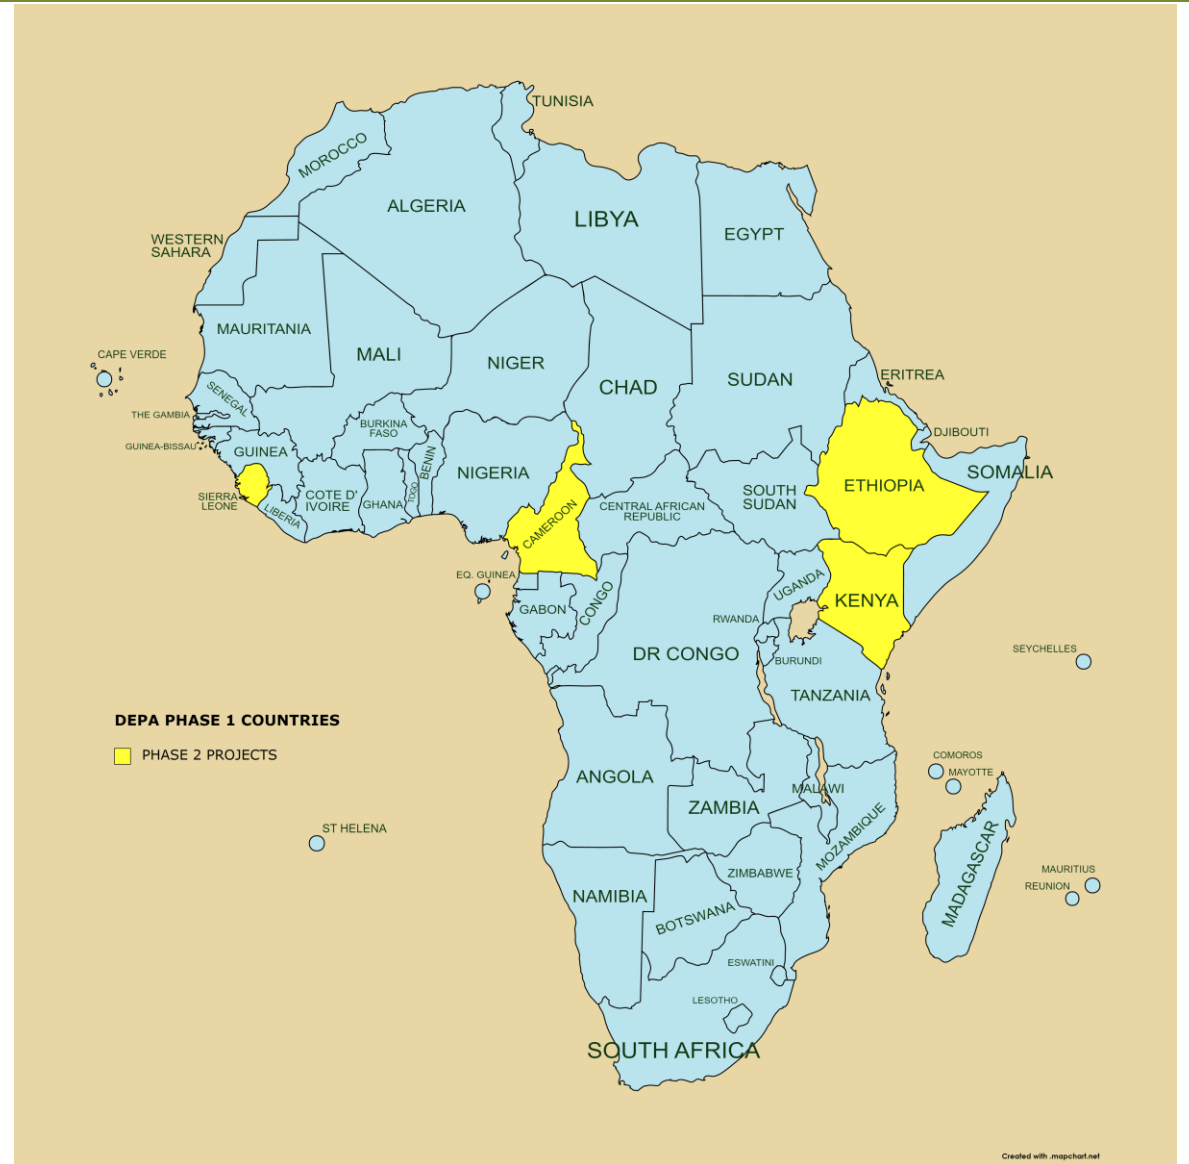 TUNISIA
MOROCCO
ALGERIA
LIBYA
EGYPT
WESTERN
SAHARA
MAURITANIA
MALI
NIGER
CHAD
SUDAN
ERITREA
CAPE VERDE
SENEGAL
THE GAMBIA
GUINEA-BISSAU
GUINEA
BURKINA
FASO
BENIN
TOGO
NIGERIA
DJIBOUTI
SOMALIA
ETHIOPIA
SIERRA
LEONE
LIBERIA
COTE D'
IVOIRE
GHANA
CAMEROON
CENTRAL AFRICAN
REPUBLIC
SOUTH
SUDAN
EQ. GUINEA
GABON
CONGO
UGANDA
KENYA
RWANDA
DR CONGO
BURUNDI
TANZANIA
SEYCHELLES
DEPA PHASE 1 COUNTRIES
PHASE 2 PROJECTS
ANGOLA
ZAMBIA
MALAWI
COMOROS
MAYOTTE
MOZAMBIQUE
MADAGASCAR
ST HELENA
ZIMBABWE
NAMIBIA
BOTSWANA
MAURITIUS
REUNION
ESWATINI
LESOTHO
SOUTH AFRICA
Created with .mapchart.net